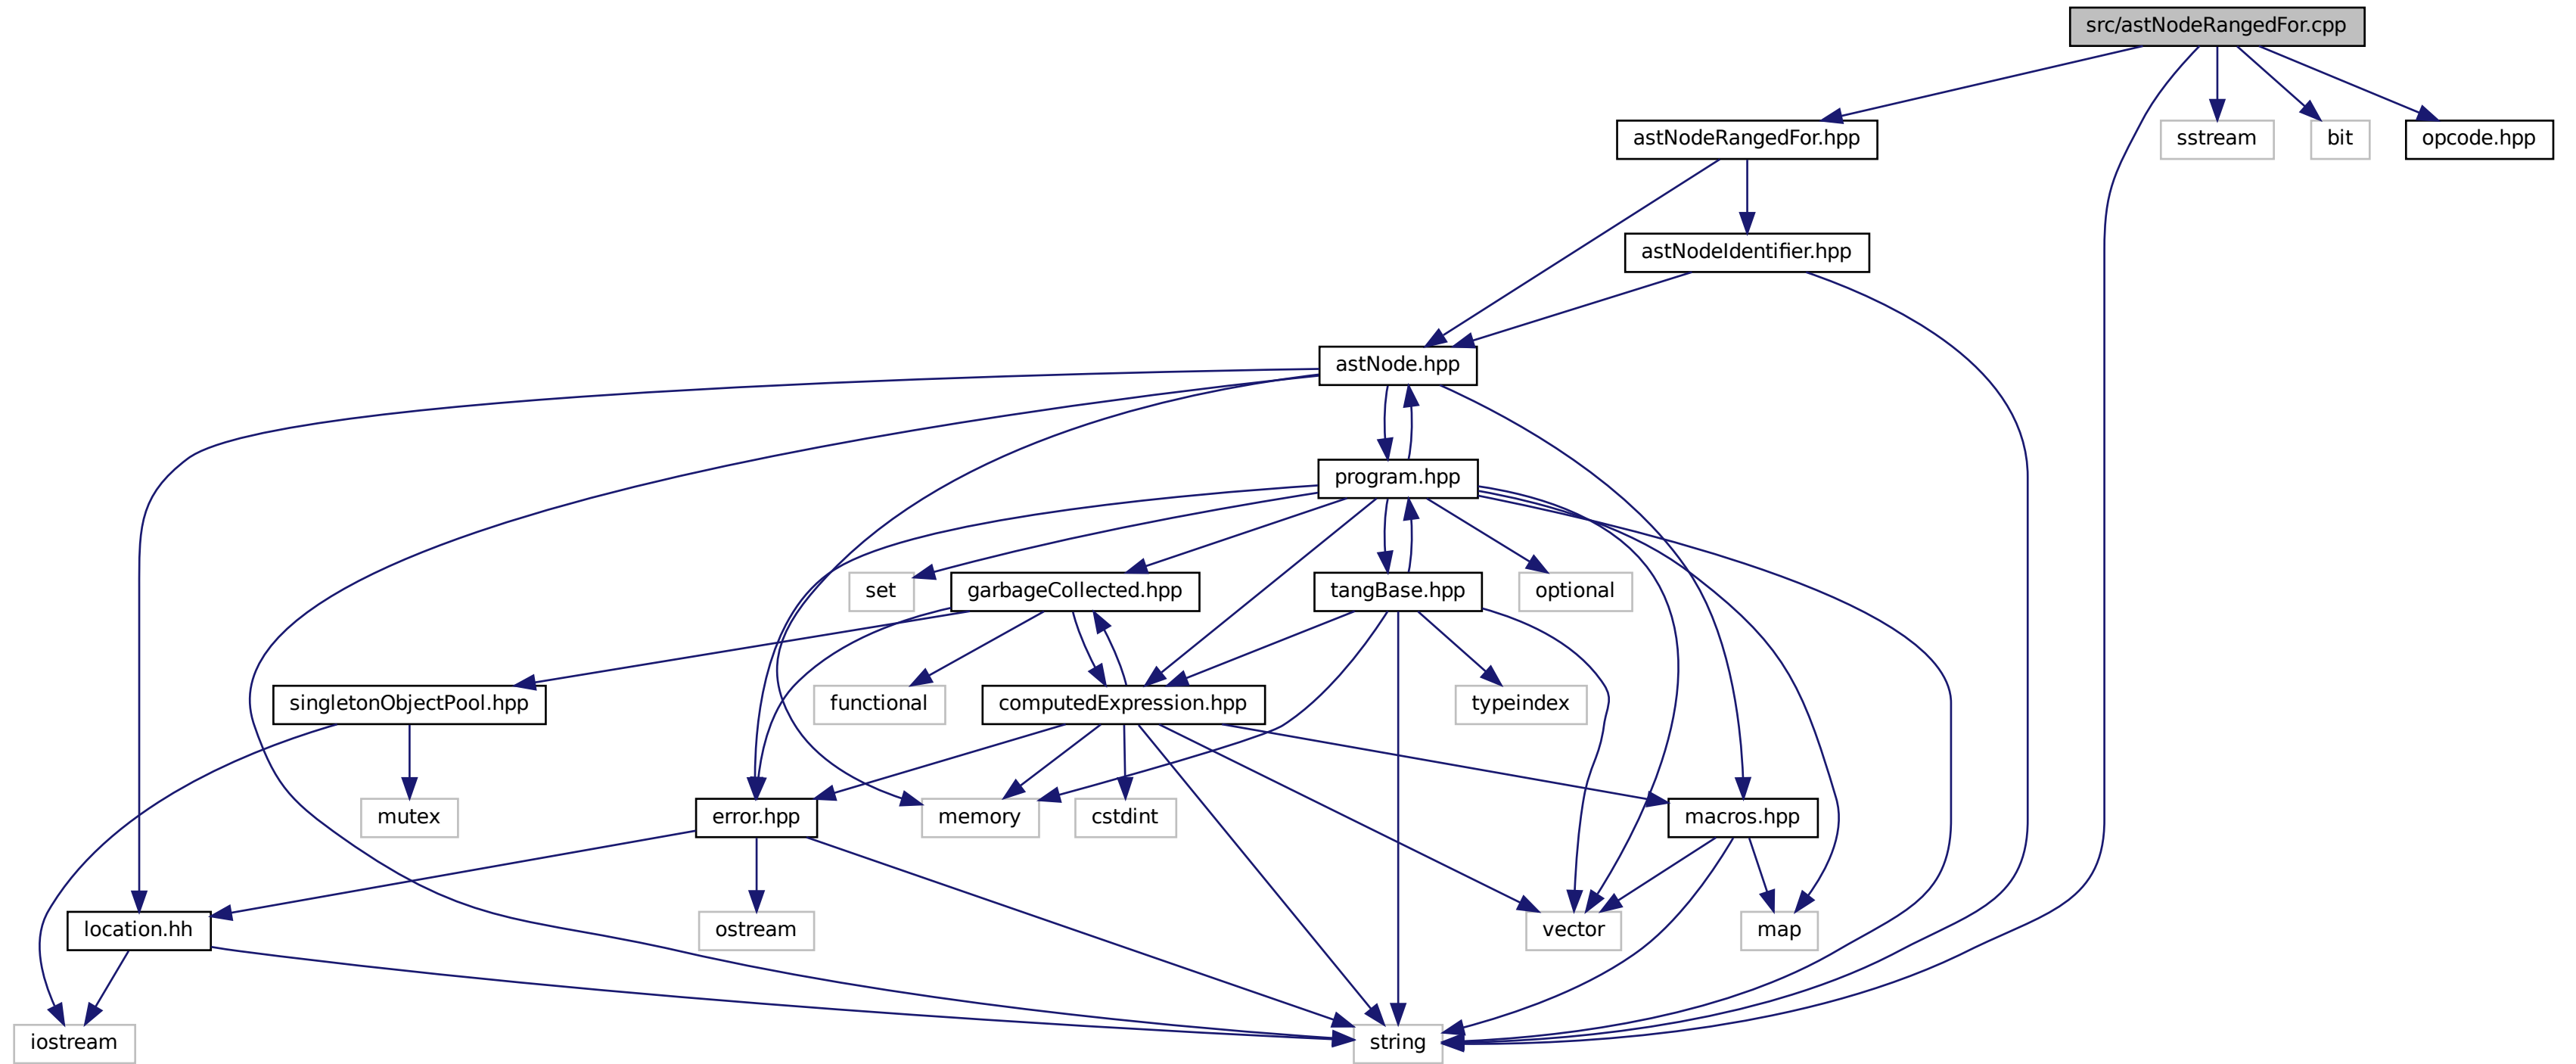 src/astNodeRangedFor.cpp
astNodeRangedFor.hpp
sstream
bit
opcode.hpp
astNodeIdentifier.hpp
astNode.hpp
program.hpp
set
garbageCollected.hpp
tangBase.hpp
optional
singletonObjectPool.hpp
functional
computedExpression.hpp
typeindex
mutex
error.hpp
memory
cstdint
macros.hpp
location.hh
ostream
vector
map
iostream
string